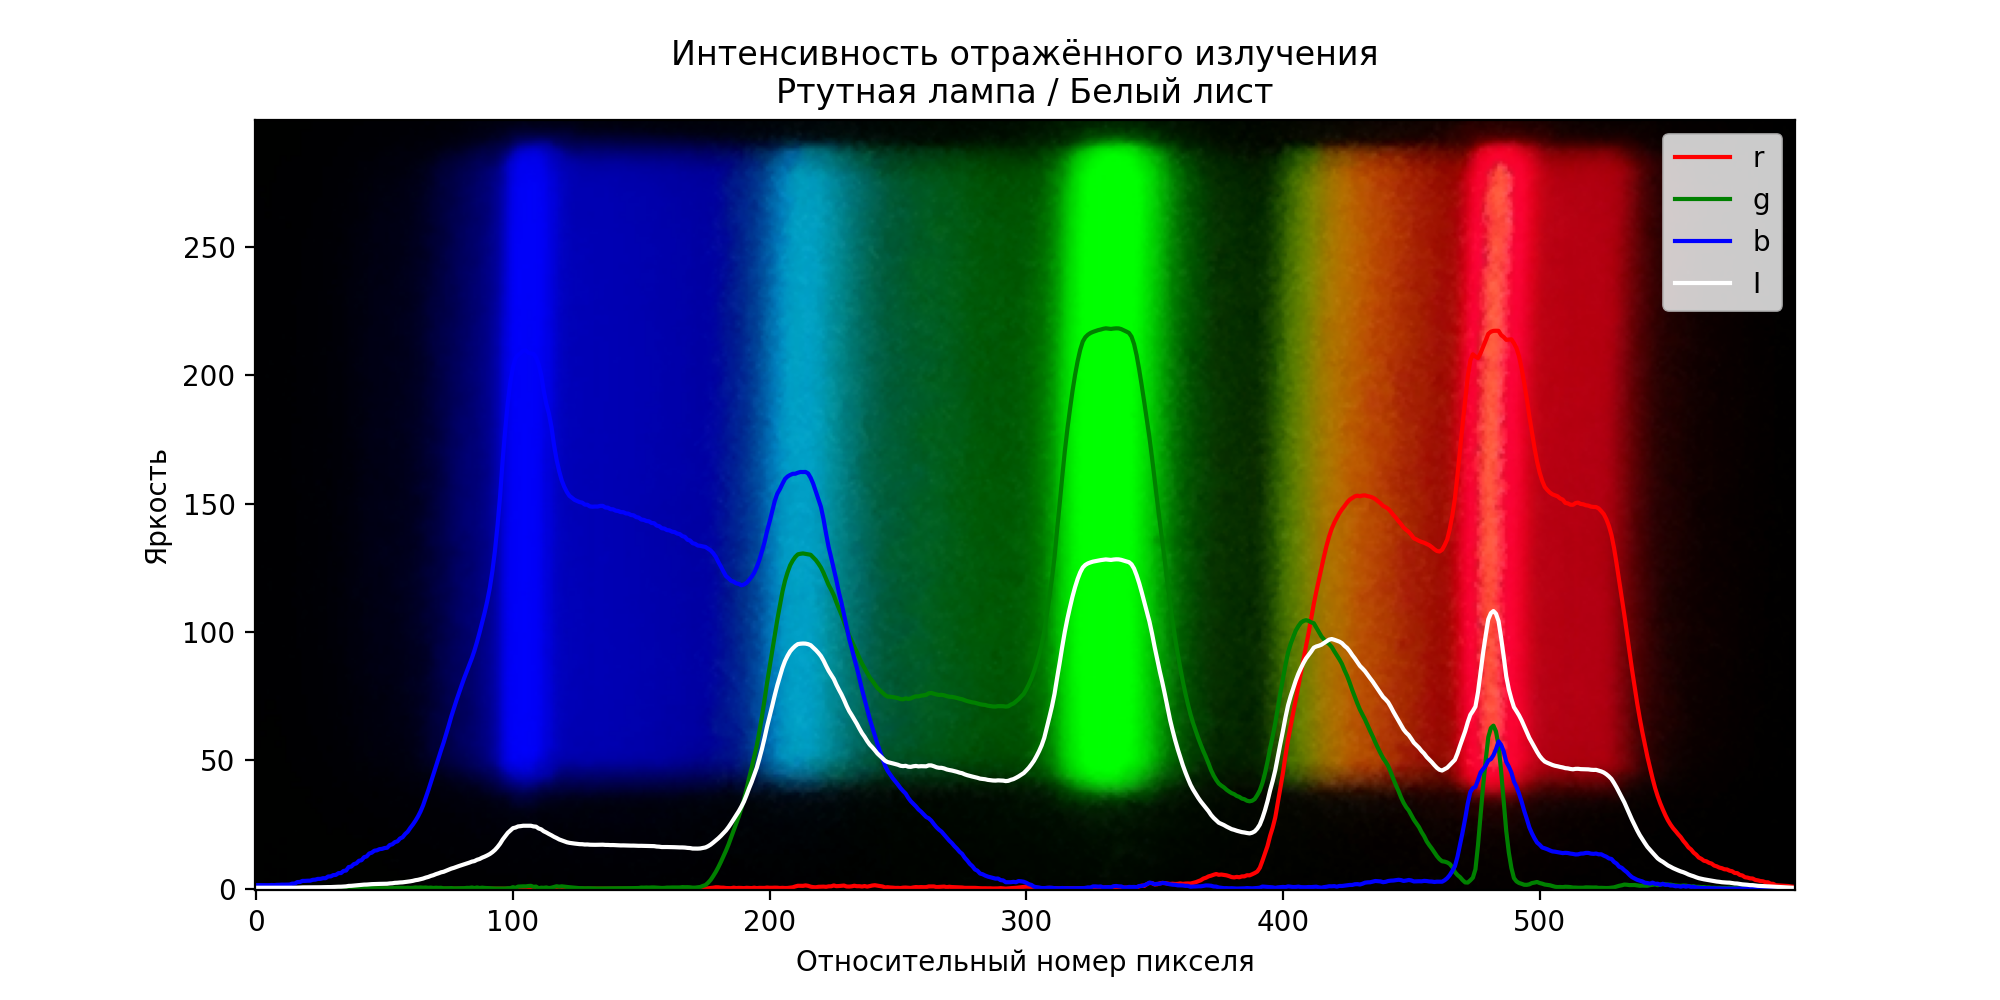 Интенсивность отражённого излучения
Ртутная лампа / Белый лист
r
g
b
l
250
200
150
100
50
0
Яркость
0 100 200 300 400 500
Относительный номер пикселя